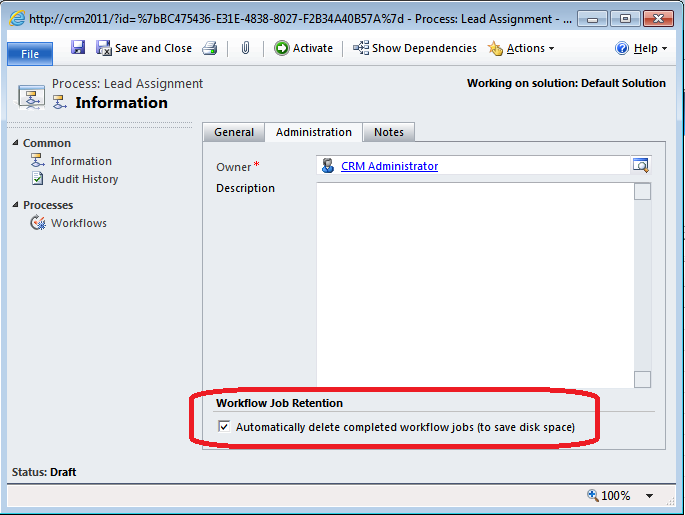 http://crm2011/?id=%7bBC475436-E31E-4838-8027-F2B34A40B57A%7d - Process: Lead Assignment - ...
File
Save and Close
Activate
Show Dependencies
Actions
Help
Process: Lead Assignment
Information
Working on solution: Default Solution
Common
Information
Audit History
Processes
Workflows
General
Administration
Notes
Owner*
CRM Administrator
Description
Workflow Job Retention
Automatically delete completed workflow jobs (to save disk space)
Status: Draft
100%